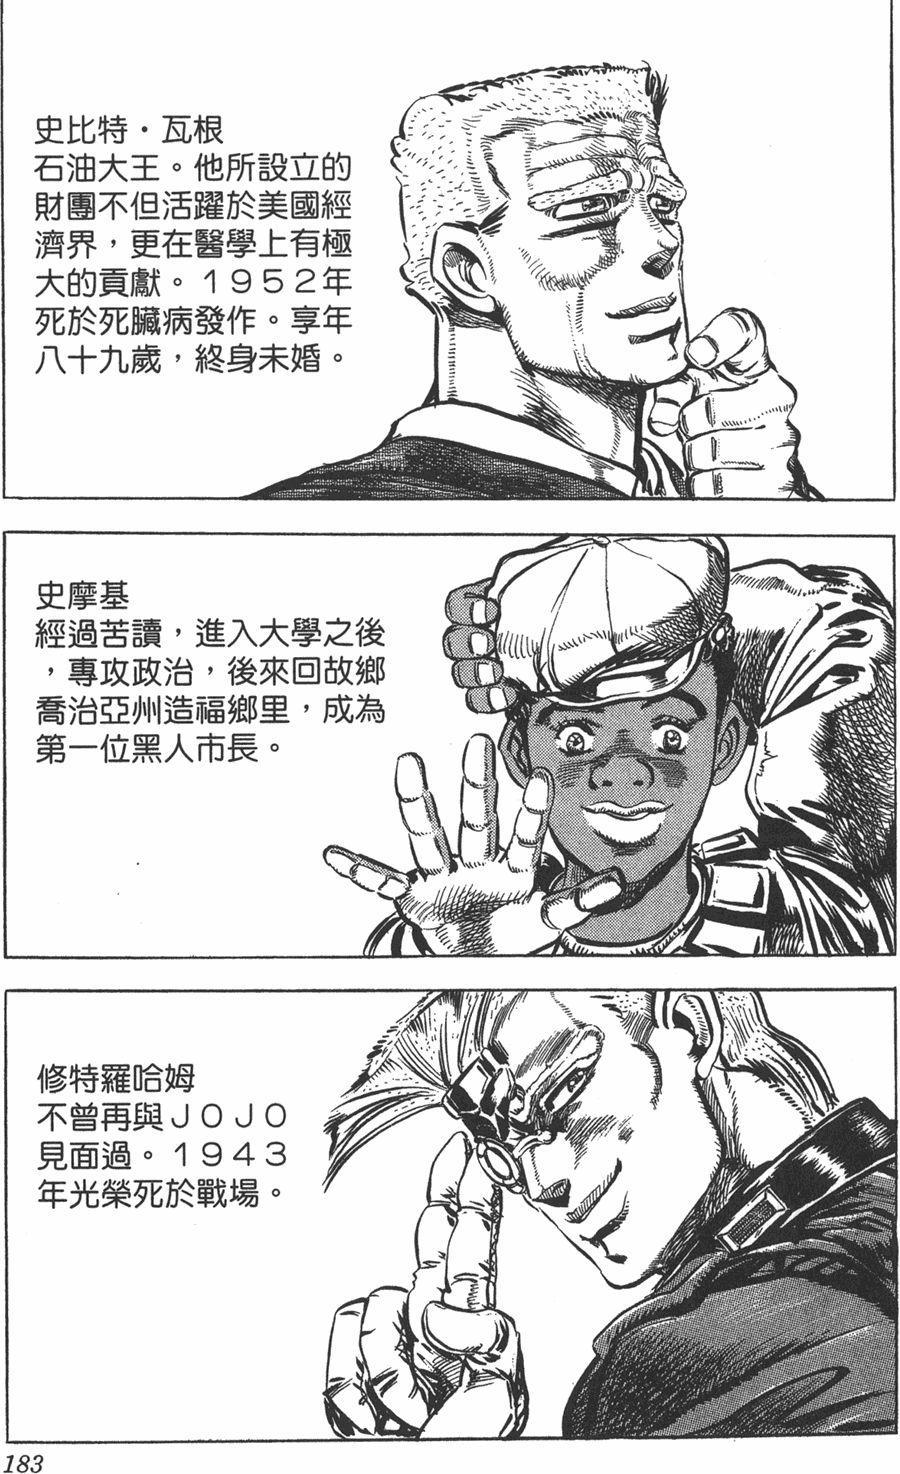 史比特・瓦根
石油大王。他所設立的
財團不但活躍於美國經
濟界，更在醫學上有極
大的貢獻。１９５２年
死於死臟病發作。享年
八十九歲，終身未婚。
史摩基
經過苦讀，進入大學之後
，專攻政治，後來回故鄉
喬治亞州造福鄉里，成為
第一位黑人市長。
修特羅哈姆
不曾再與ＪＯＪＯ
見面過。１９４３
年光榮死於戰場。
183